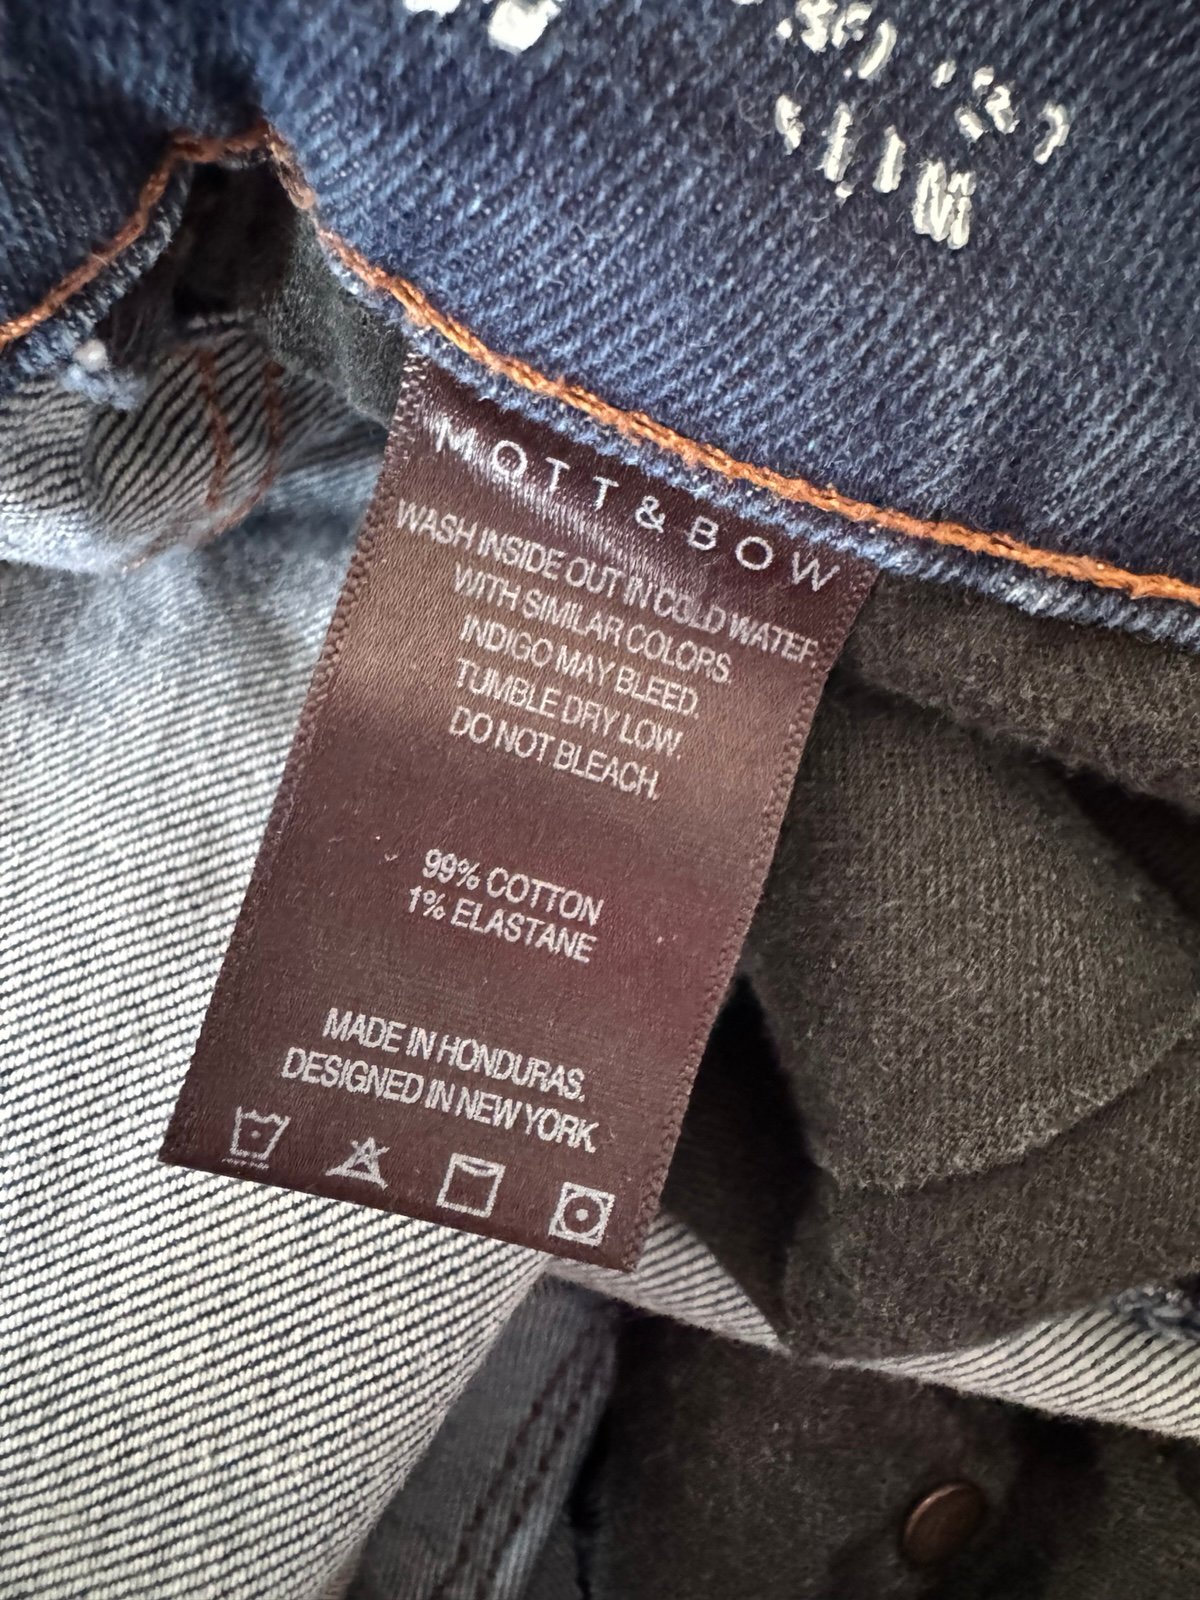 MOTT & BOW
WASH INSIDE OUT IN COLD WATER
WITH SIMILAR COLORS.
INDIGO MAY BLEED.
TUMBLE DRY LOW.
DO NOT BLEACH.
99% COTTON
1% ELASTANE
MADE IN HONDURAS.
DESIGNED IN NEW YORK.